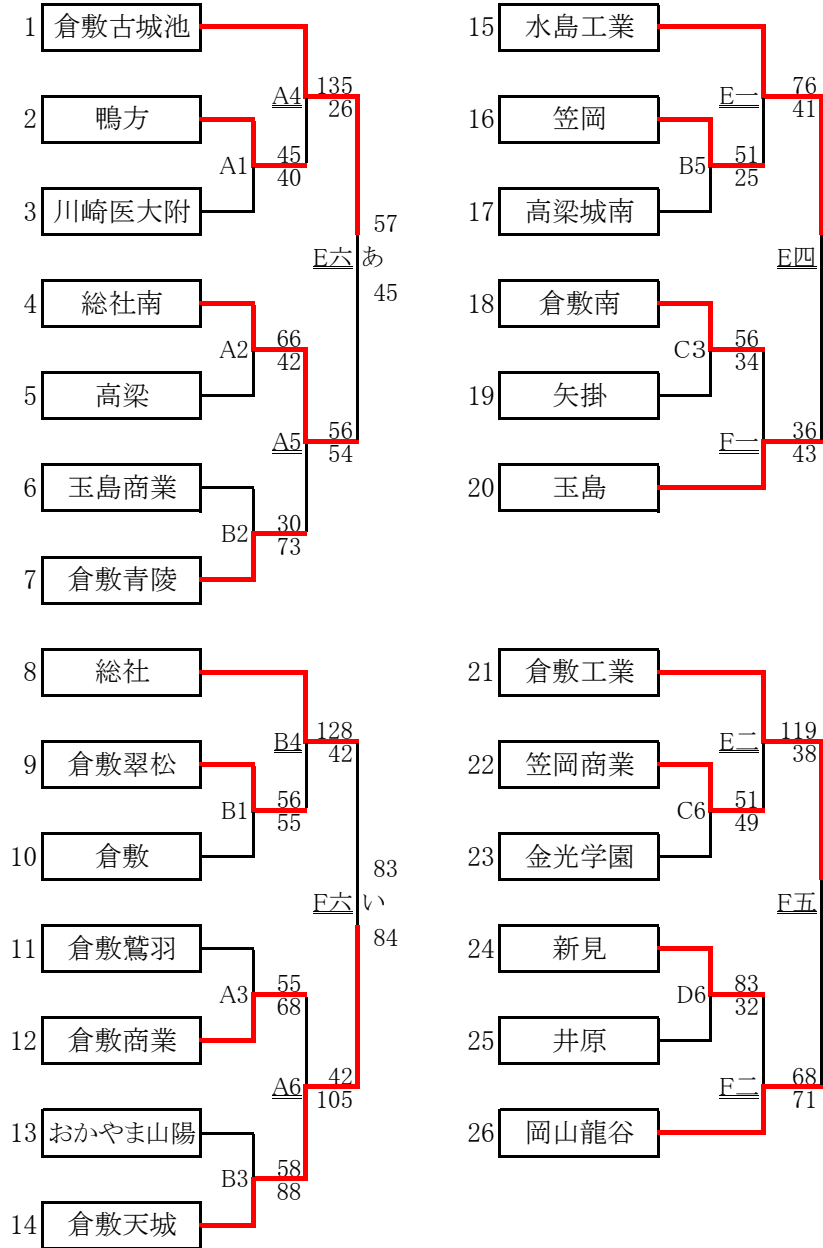 1 倉敷古城池
A4 135
26
2 鴨方
A1 45
40
3 川崎医大附
57
E六 あ
45
4 総社南
A2 66
42
5 高梁
A5 56
54
6 玉島商業
B2 30
73
7 倉敷青陵
8 総社
B4 128
42
9 倉敷翠松
B1 56
55
10 倉敷
83
F六 い
84
11 倉敷鷲羽
A3 55
68
12 倉敷商業
A6 42
105
13 おかやま山陽
B3 58
88
14 倉敷天城
15 水島工業
E一 76
41
16 笠岡
B5 51
25
17 高梁城南
E四
18 倉敷南
C3 56
34
19 矢掛
F一 36
43
20 玉島
21 倉敷工業
E二 119
38
22 笠岡商業
C6 51
49
23 金光学園
F五
24 新見
D6 83
32
25 井原
F二 68
71
26 岡山龍谷